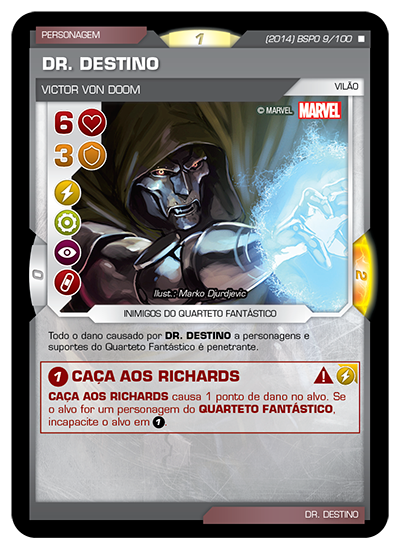 PERSONAGEM
1
(2014) BSP0 9/100
DR. DESTINO
VICTOR VON DOOM
VILÃO
6
© MARVEL MARVEL
3
0
2
Ilust.: Marko Djurdjevic
INIMIGOS DO QUARTETO FANTÁSTICO
Todo o dano causado por DR. DESTINO a personagens e
suportes do Quarteto Fantástico é penetrante.
1 CAÇA AOS RICHARDS
CAÇA AOS RICHARDS causa 1 ponto de dano no alvo. Se
o alvo for um personagem do QUARTETO FANTÁSTICO,
incapacite o alvo em 1.
DR. DESTINO